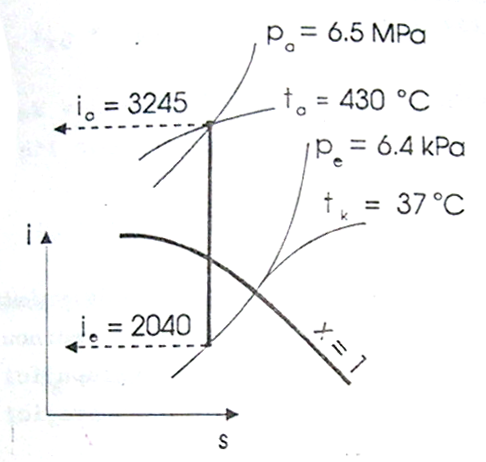 pₐ = 6.5 MPa
iₐ = 3245
tₐ = 430 °C
pₑ = 6.4 kPa
tₖ = 37 °C
i
iₑ = 2040
x = 1
s